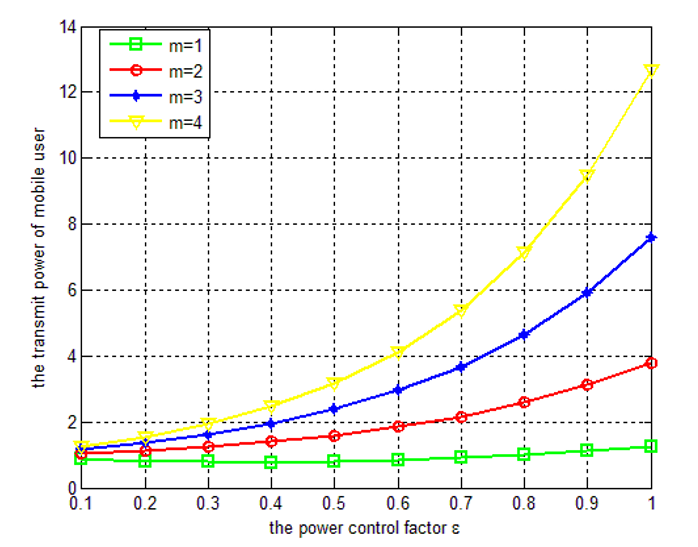 14
12
10
8
6
4
2
0
m=1
m=2
m=3
m=4
the transmit power of mobile user
0.1 0.2 0.3 0.4 0.5 0.6 0.7 0.8 0.9 1
the power control factor ε